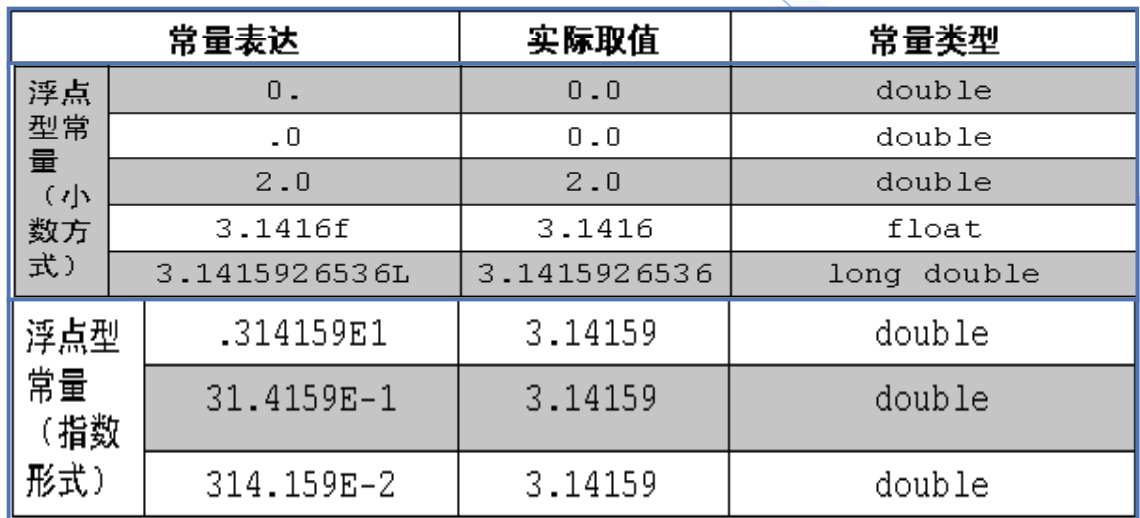 常量表达 实际取值 常量类型
浮点型常量（小数方式） 0. 0.0 double
.0 0.0 double
2.0 2.0 double
3.1416f 3.1416 float
3.1415926536L 3.1415926536 long double
浮点型常量（指数形式） .314159E1 3.14159 double
31.4159E-1 3.14159 double
314.159E-2 3.14159 double